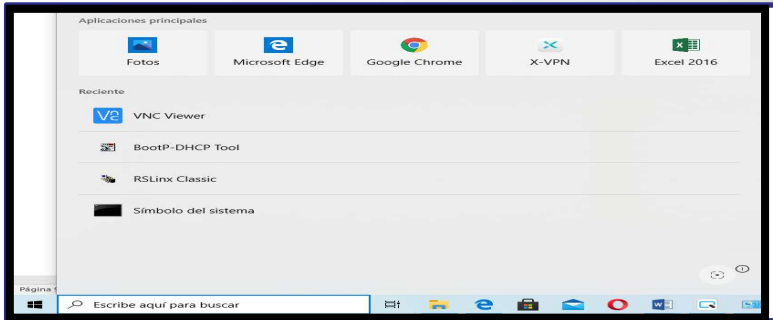 Aplicaciones principales
Fotos
Microsoft Edge
Google Chrome
X-VPN
Excel 2016
Reciente
VNC Viewer
BootP-DHCP Tool
RSLinx Classic
Símbolo del sistema
Página
Escribe aquí para buscar